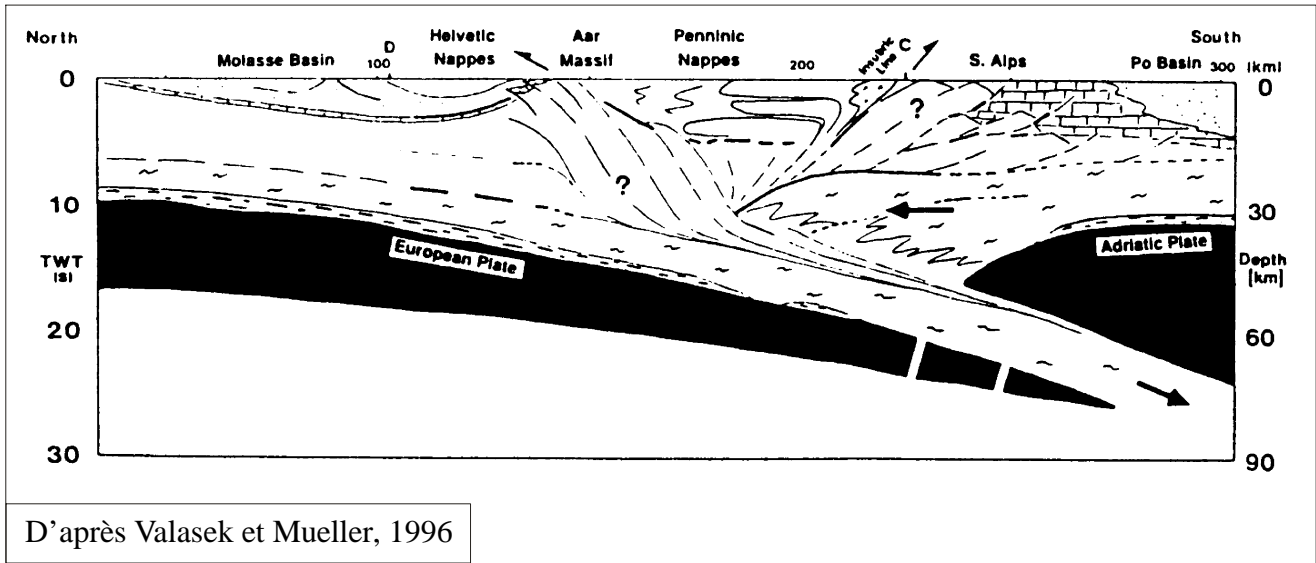 North
Molasse Basin
D
100
Helvetic
Nappes
Aar
Massif
Penninic
Nappes
200
Insubric
Line
C
S. Alps
South
Po Basin
300
[km]
0
0
?
?
10
30
TWT
[s]
European Plate
Adriatic Plate
Depth
[km]
20
60
30
90
D'après Valasek et Mueller, 1996